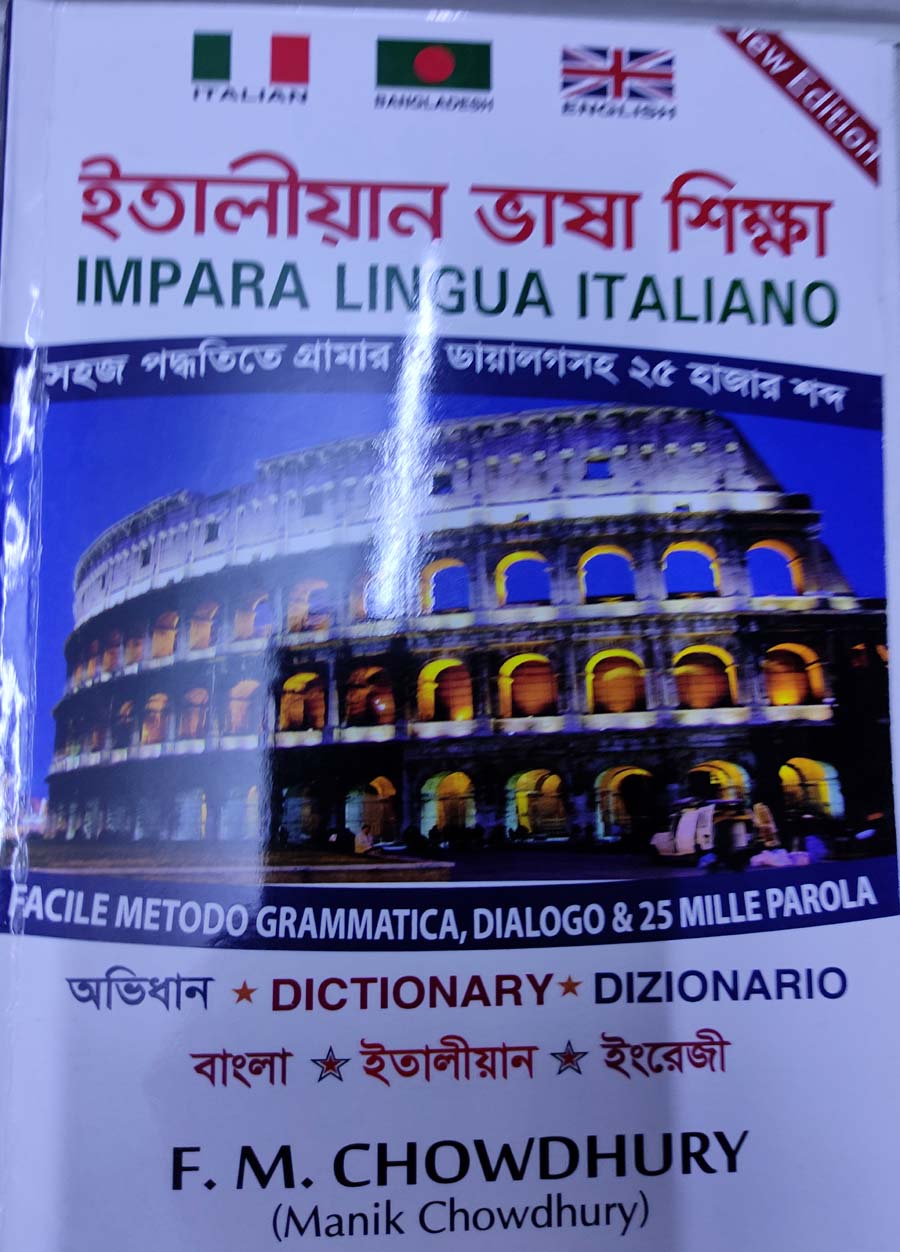 ITALIAN BANGLADESH ENGLISH
New Edition
ইতালীয়ান ভাষা শিক্ষা
IMPARA LINGUA ITALIANO
সহজ পদ্ধতিতে গ্রামার ডায়ালগসহ ২৫ হাজার শব্দ
FACILE METODO GRAMMATICA, DIALOGO & 25 MILLE PAROLA
অভিধান ★ DICTIONARY ★ DIZIONARIO
বাংলা ★ ইতালীয়ান ★ ইংরেজী
F. M. CHOWDHURY
(Manik Chowdhury)